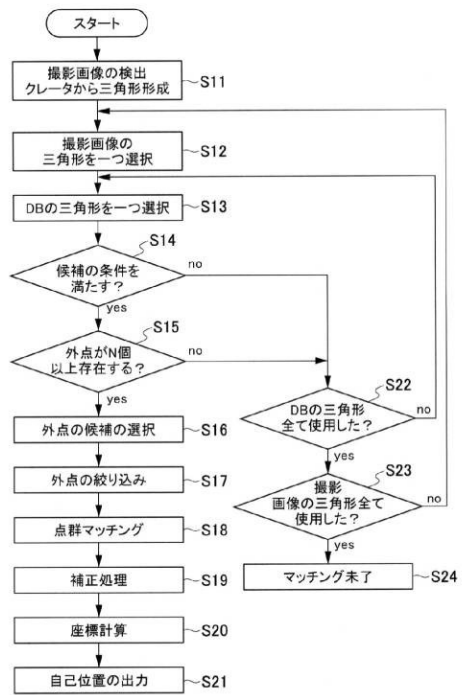 スタート
撮影画像の検出
クレータから三角形形成
S11
撮影画像の
三角形を一つ選択
S12
DBの三角形を一つ選択
S13
S14
候補の条件を
満たす?
no
yes
S15
外点がN個
以上存在する?
no
yes
外点の候補の選択
S16
外点の絞り込み
S17
点群マッチング
S18
補正処理
S19
座標計算
S20
自己位置の出力
S21
S22
DBの三角形
全て使用した?
no
yes
S23
撮影
画像の三角形全て
使用した?
no
yes
マッチング未了
S24